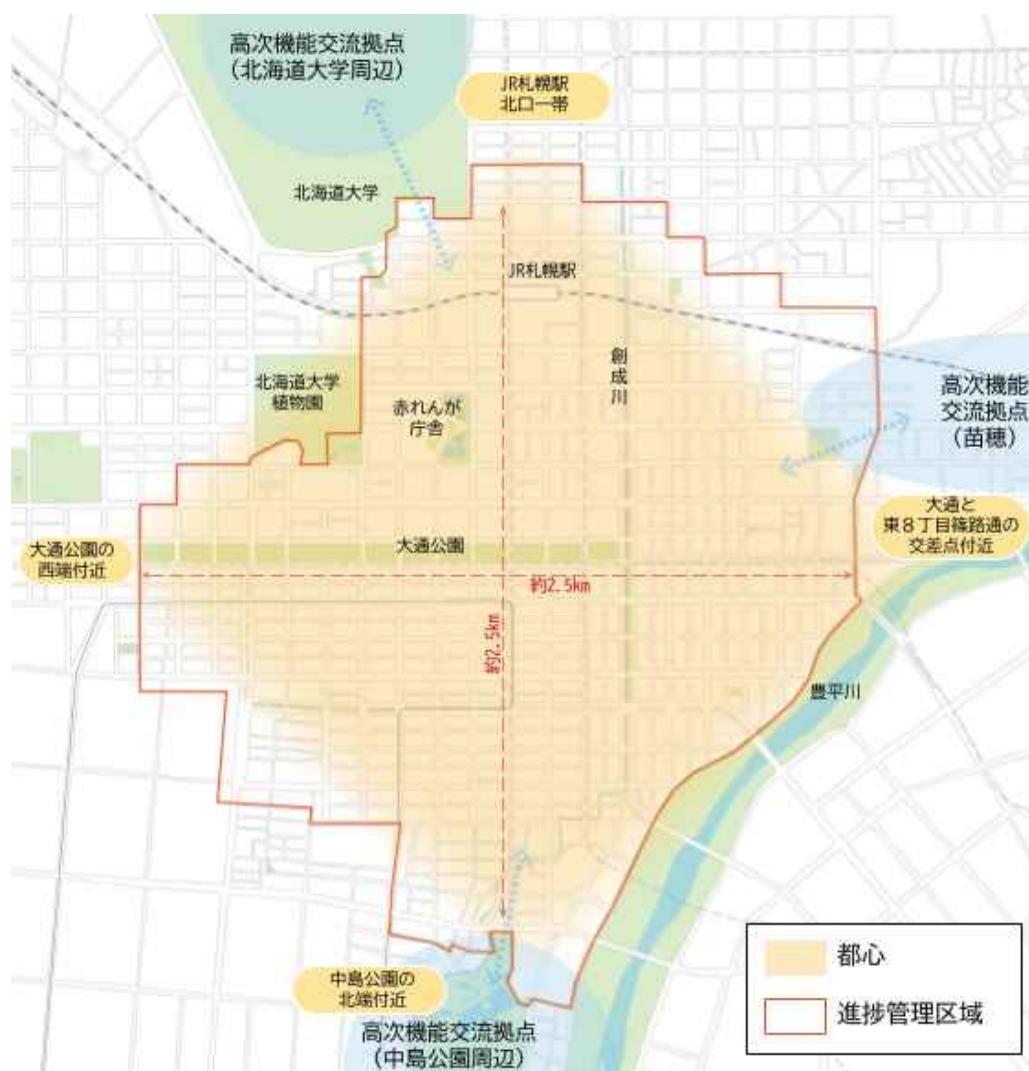 高次機能交流拠点
（北海道大学周辺）
JR札幌駅
北口一帯
北海道大学
JR札幌駅
創成川
北海道大学
植物園
赤れんが
庁舎
高次機能
交流拠点
（苗穂）
大通と
東8丁目篠路通の
交差点付近
大通公園の
西端付近
大通公園
約2.5km
約2.5km
豊平川
中島公園の
北端付近
高次機能交流拠点
（中島公園周辺）
都心
進捗管理区域